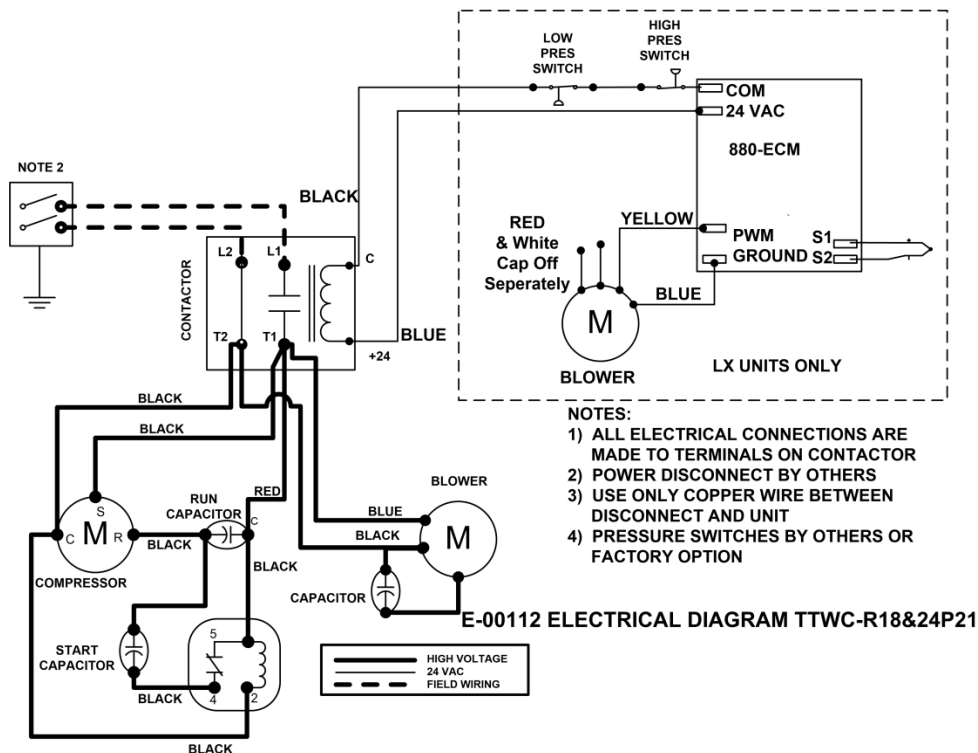 LOW
PRES
SWITCH
HIGH
PRES
SWITCH
COM
24 VAC
880-ECM
NOTE 2
BLACK
RED
& White
Cap Off
Seperately
YELLOW
PWM
GROUND
S1
S2
L2
L1
C
CONTACTOR
BLUE
M
T2
T1
BLUE
+24
BLOWER
LX UNITS ONLY
BLACK
BLACK
NOTES:
1) ALL ELECTRICAL CONNECTIONS ARE
MADE TO TERMINALS ON CONTACTOR
2) POWER DISCONNECT BY OTHERS
3) USE ONLY COPPER WIRE BETWEEN
DISCONNECT AND UNIT
4) PRESSURE SWITCHES BY OTHERS OR
FACTORY OPTION
RED
BLOWER
S
RUN
CAPACITOR
C
BLUE
C
M
R
BLACK
BLACK
M
BLACK
COMPRESSOR
CAPACITOR
E-00112 ELECTRICAL DIAGRAM TTWC-R18&24P21
START
CAPACITOR
5
HIGH VOLTAGE
24 VAC
FIELD WIRING
BLACK
4
2
BLACK